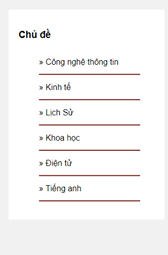 Chủ đề
» Công nghệ thông tin
» Kinh tế
» Lịch Sử
» Khoa học
» Điện tử
» Tiếng anh